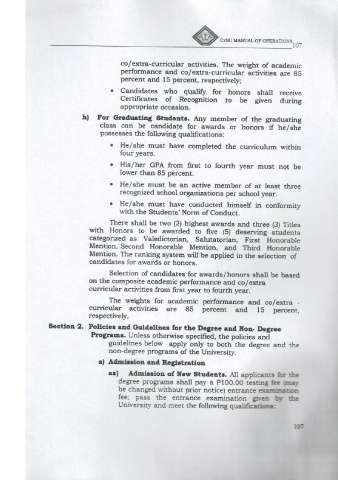 CvSU MANUAL OF OPERATIONS
107
co/extra-curricular activities. The weight of academic
performance and co/extra-curricular activities are 85
percent and 15 percent, respectively;
• Candidates who qualify for honors shall receive
Certificates of Recognition to be given during
appropriate occasion.
b) For Graduating Students. Any member of the graduating
class can be candidate for awards or honors if he/she
possesses the following qualifications:
• He/she must have completed the curriculum within
four years.
• His/her GPA from first to fourth year must not be
lower than 85 percent.
• He/she must be an active member of at least three
recognized school organizations per school year.
• He/she must have conducted himself in conformity
with the Students' Norm of Conduct.
There shall be two (2) highest awards and three (3) Titles
with Honors to be awarded to five (5) deserving students
categorized as Valedictorian, Salutatorian, First Honorable
Mention, Second Honorable Mention, and Third Honorable
Mention. The ranking system will be applied in the selection of
candidates for awards or honors.
Selection of candidates for awards/honors shall be based
on the composite academic performance and co/extra
curricular activities from first year to fourth year.
The weights for academic performance and co/extra -
curricular activities are 85 percent and 15 percent,
respectively.
Section 2. Policies and Guidelines for the Degree and Non- Degree
Programs. Unless otherwise specified, the policies and
guidelines below apply only to both the degree and the
non-degree programs of the University.
a) Admission and Registration
aa) Admission of New Students. All applicants for the
degree programs shall pay a P100.00 testing fee (may
be changed without prior notice) entrance examination
fee; pass the entrance examination given by the
University and meet the following qualifications:
107